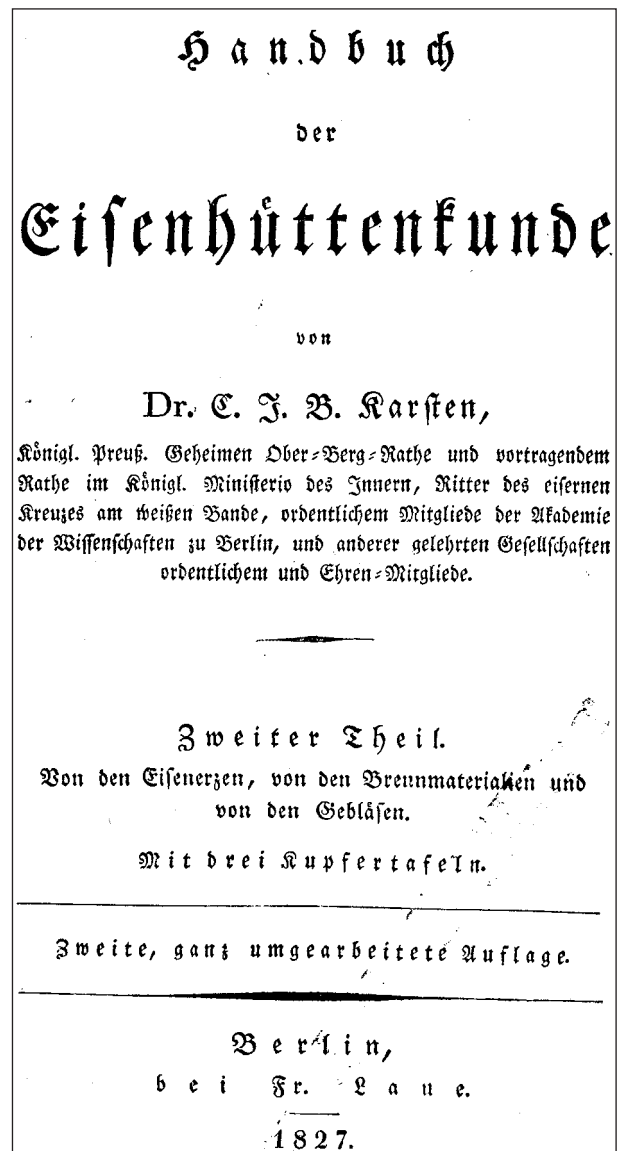 Handbuch
der
Eiſenhuͤttenkunde
von
Dr. C. J. B. Karſten,
Königl. Preuß. Geheimen Ober-Berg-Rathe und vortragendem
Rathe im Königl. Miniſterio des Innern, Ritter des eiſernen
Kreuzes am weißen Bande, ordentlichem Mitgliede der Akademie
der Wiſſenſchaften zu Berlin, und anderer gelehrten Geſellſchaften
ordentlichem und Ehren-Mitgliede.
Zweiter Theil.
Von den Eiſenerzen, von den Brennmaterialien und
von den Gebläſen.
Mit drei Kupfertafeln.
Zweite, ganz umgearbeitete Auflage.
Berlin,
bei Fr. Laue.
1827.